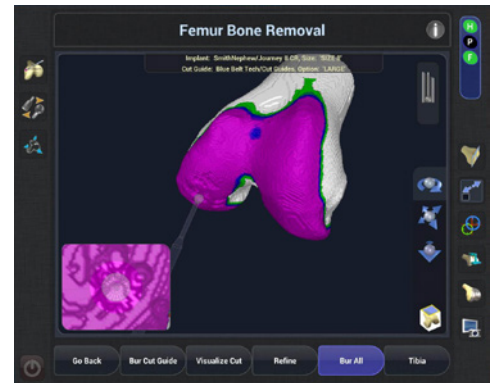 Femur Bone Removal
i
H
P
F
Implant: SmithNephew/Journey II CR, Size: 'SIZE 8'
Cut Guide: Blue Belt Tech/Cut Guides, Option: 'LARGE'
Go Back
Bur Cut Guide
Visualize Cut
Refine
Bur All
Tibia